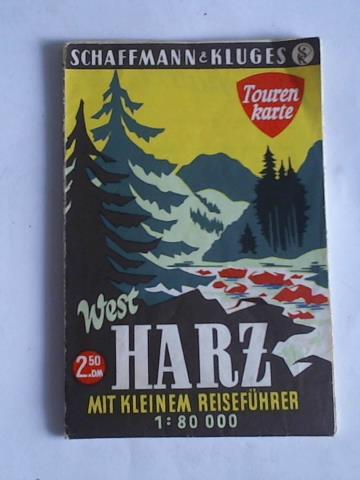 SCHAFFMANN & KLUGES
Touren
karte
West
HARZ
2.50 DM
MIT KLEINEM REISEFÜHRER
1:80 000